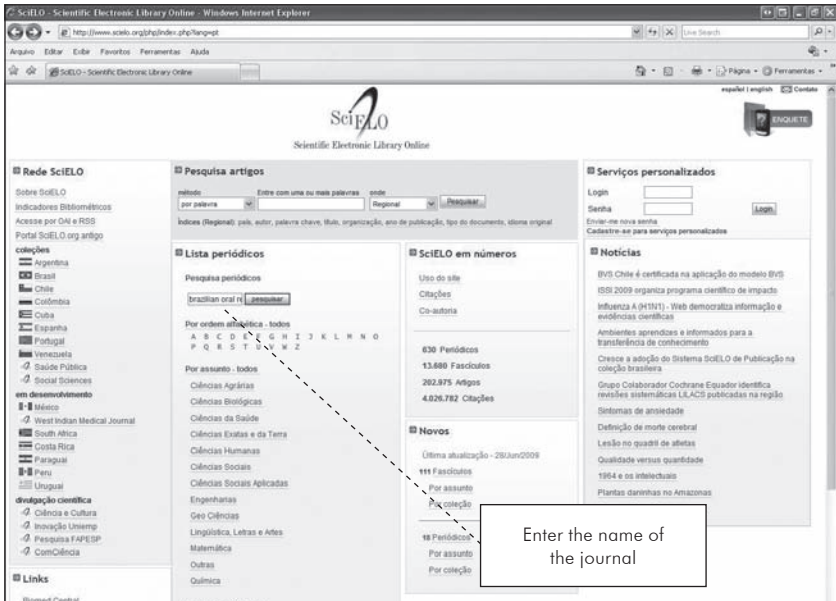 SciELO - Scientific Electronic Library Online - Windows Internet Explorer
http://www.scielo.org/php/index.php?lang=pt
Live Search
Arquivo Editar Exibir Favoritos Ferramentas Ajuda
SciELO - Scientific Electronic Library Online
Página Ferramentas
español | english Contato
SciELO
Scientific Electronic Library Online
ENQUETE
Rede SciELO
Sobre SciELO
Indicadores Bibliométricos
Acesse por OAI e RSS
Portal SciELO.org antigo
coleções
Argentina
Brasil
Chile
Colômbia
Cuba
Espanha
Portugal
Venezuela
Saúde Pública
Social Sciences
em desenvolvimento
México
West Indian Medical Journal
South Africa
Costa Rica
Paraguai
Peru
Uruguai
divulgação científica
Ciência e Cultura
Inovação Uniemp
Pesquisa FAPESP
ComCiência
Links
Biomed Central
Pesquisa artigos
método Entre com uma ou mais palavras onde
por palavra Regional Pesquisar
Índices (Regional): país, autor, palavra chave, título, organização, ano de publicação, tipo do documento, idioma original
Lista periódicos
Pesquisa periódicos
brazilian oral r pesquisar
Por ordem alfabética - todos
A B C D E F G H I J K L M N O
P Q R S T U V W Z
Por assunto - todos
Ciências Agrárias
Ciências Biológicas
Ciências da Saúde
Ciências Exatas e da Terra
Ciências Humanas
Ciências Sociais
Ciências Sociais Aplicadas
Engenharias
Geo Ciências
Lingüística, Letras e Artes
Matemática
Outras
Química
SciELO em números
Uso do site
Citações
Co-autoria
630 Periódicos
13.680 Fascículos
202.975 Artigos
4.026.782 Citações
Novos
Última atualização - 28/Jun/2009
111 Fascículos
Por assunto
Por coleção
18 Periódicos
Por assunto
Por coleção
Serviços personalizados
Login
Senha Login
Enviar-me nova senha
Cadastre-se para serviços personalizados
Notícias
BVS Chile é certificada na aplicação do modelo BVS
ISSI 2009 organiza programa científico de impacto
Influenza A (H1N1) - Web democratiza informação e
evidências científicas
Ambientes aprendizes e informados para a
transferência de conhecimento
Cresce a adoção do Sistema SciELO de Publicação na
coleção brasileira
Grupo Colaborador Cochrane Equador identifica
revisões sistemáticas LILACS publicadas na região
Sintomas de ansiedade
Definição de morte cerebral
Lesão no quadril de atletas
Qualidade versus quantidade
1964 e os intelectuais
Plantas daninhas no Amazonas
Enter the name of
the journal